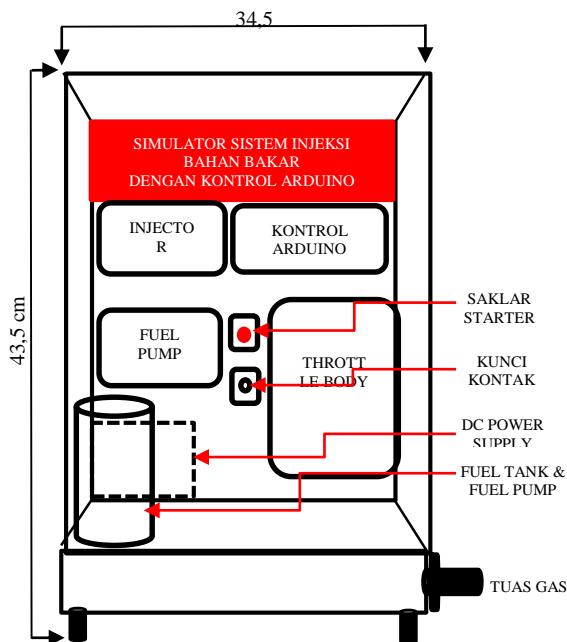 34,5
SIMULATOR SISTEM INJEKSI
BAHAN BAKAR
DENGAN KONTROL ARDUINO
INJECTO
R
KONTROL
ARDUINO
43,5 cm
FUEL
PUMP
THROTT
LE BODY
SAKLAR
STARTER
KUNCI
KONTAK
DC POWER
SUPPLY
FUEL TANK &
FUEL PUMP
TUAS GAS